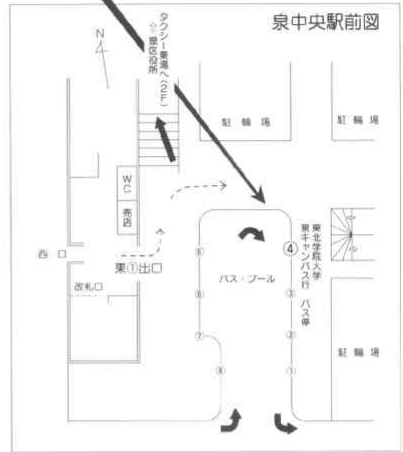 泉中央駅前図
N
タクシー乗場へ(2F)
⇧泉区役所
駐輪場
駐輪場
WC
売店
西口
東①出口
改札口
バス・プール
⑤
⑥
⑦
⑧
④
③
②
①
東北学院大学
泉キャンパス行 バス停
駐輪場